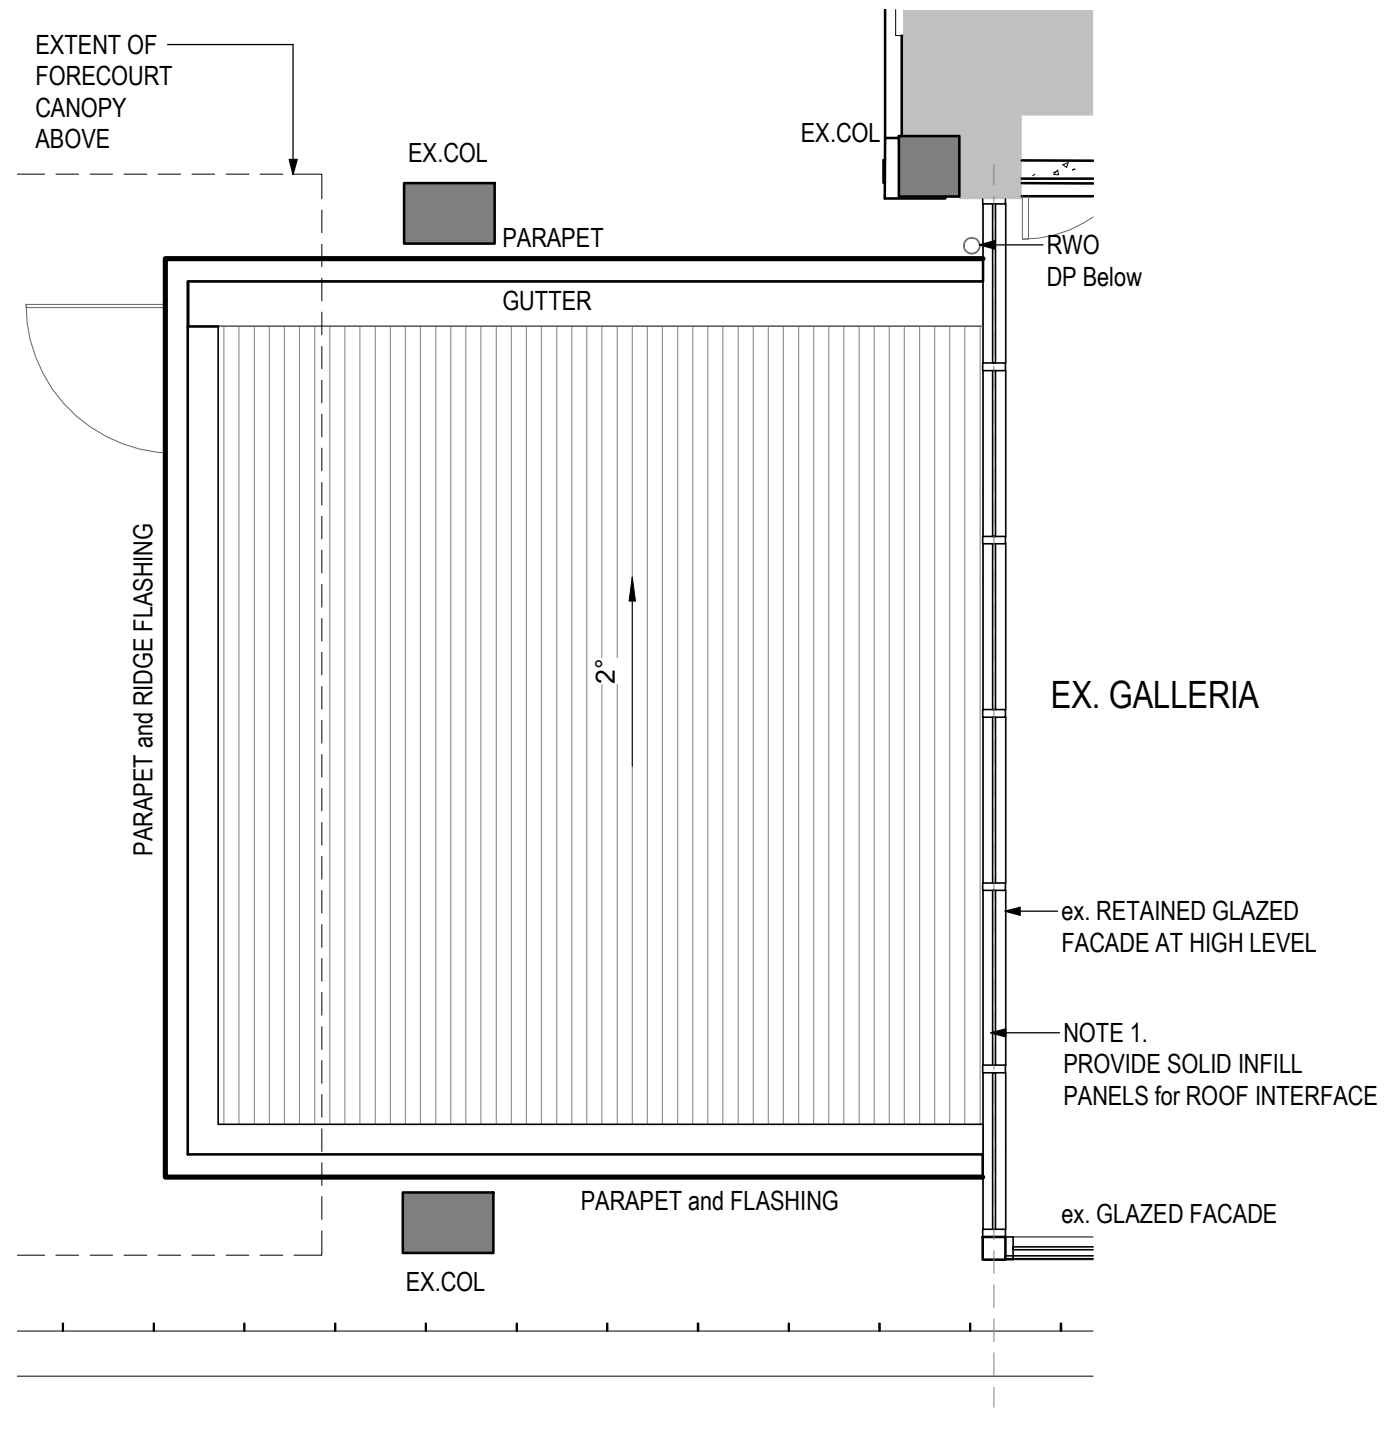 EXTENT OF
FORECOURT
CANOPY
ABOVE
EX.COL
EX.COL
PARAPET
RWO
DP Below
GUTTER
PARAPET and RIDGE FLASHING
2°
EX. GALLERIA
ex. RETAINED GLAZED
FACADE AT HIGH LEVEL
NOTE 1.
PROVIDE SOLID INFILL
PANELS for ROOF INTERFACE
PARAPET and FLASHING
ex. GLAZED FACADE
EX.COL